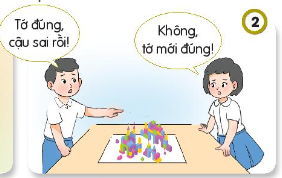 Tớ đúng,
cậu sai rồi!
2
Không,
tớ mới đúng!